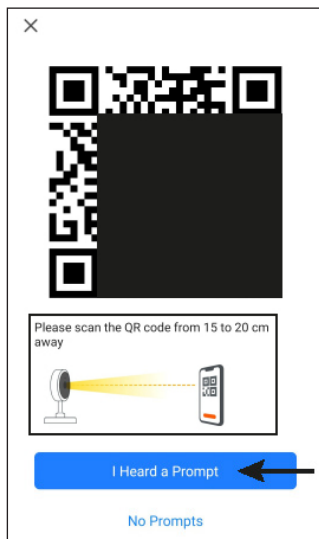 Please scan the QR code from 15 to 20 cm
away
I Heard a Prompt
No Prompts